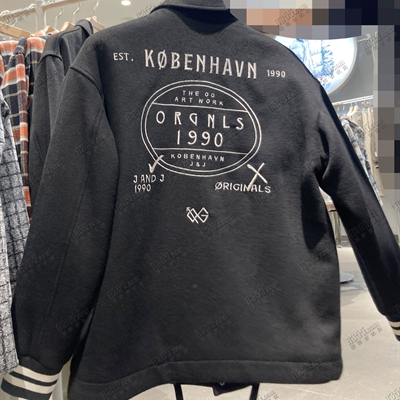 EST. KØBENHAVN 1990
THE OG
ART WORK
ORGNLS
1990
KØBENHAVN
J&J
J AND J
1990
ØRIGINALS